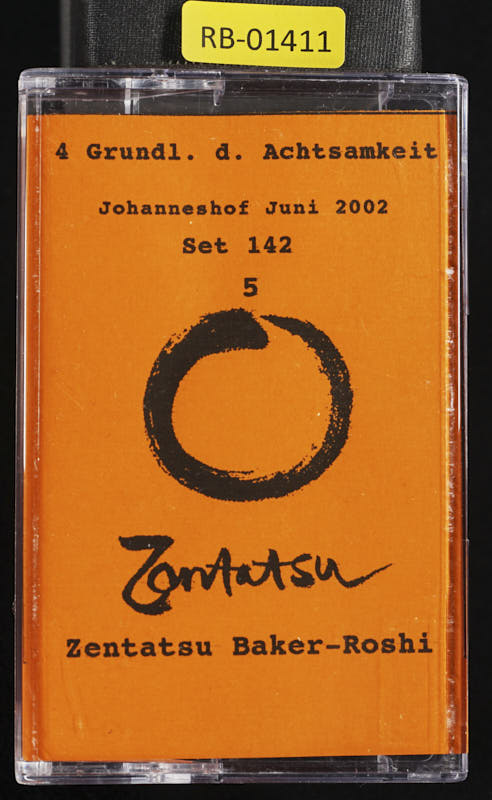 RB-01411
4 Grundl. d. Achtsamkeit
Johanneshof Juni 2002
Set 142
5
Zentatsu
Zentatsu Baker-Roshi